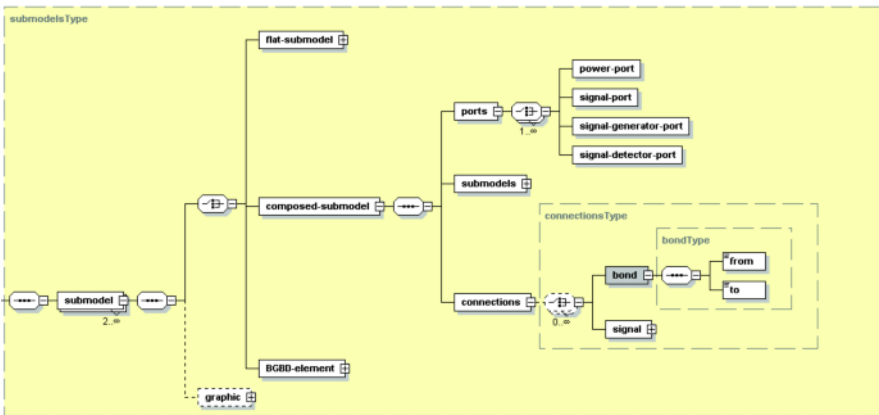 submodelsType
flat-submodel
power-port
signal-port
ports
1..∞
signal-generator-port
signal-detector-port
submodels
composed-submodel
connectionsType
bondType
from
bond
to
submodel
2..∞
connections
0..∞
signal
BGBD-element
graphic